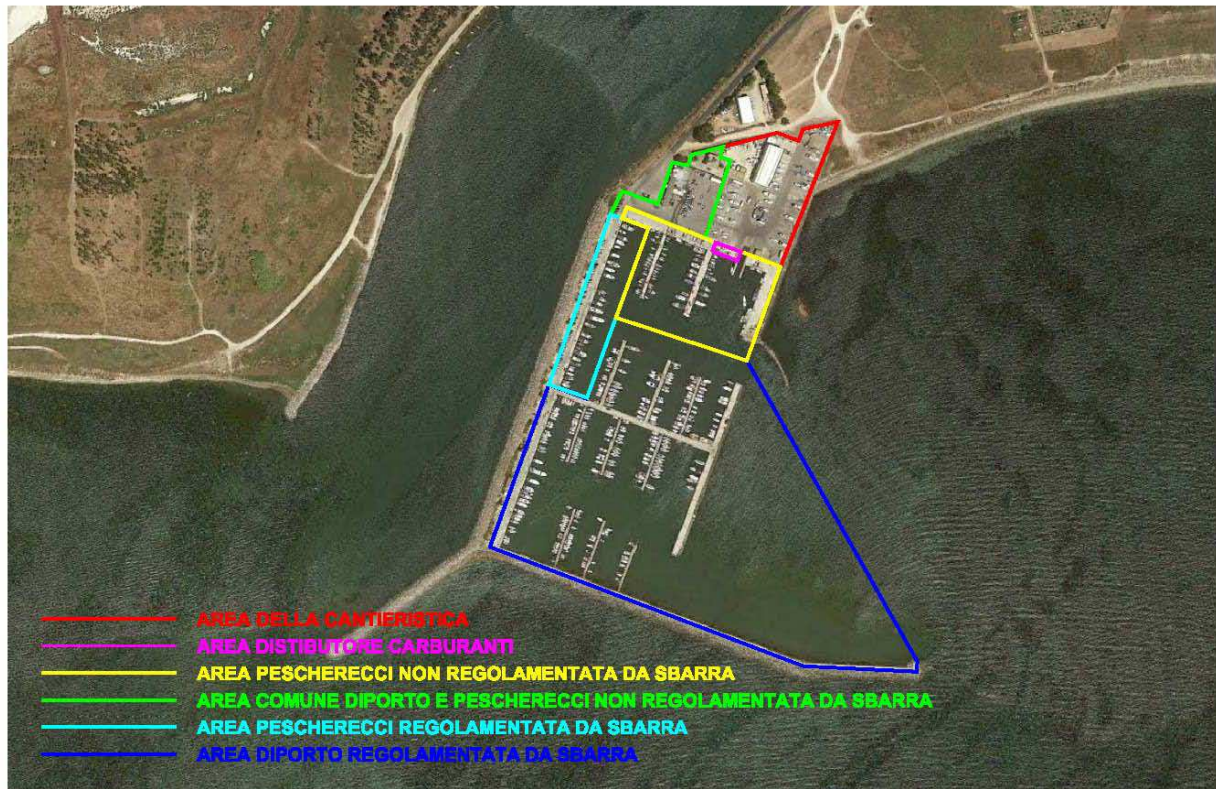 AREA DELLA CANTIERISTICA
AREA DISTIBUTORE CARBURANTI
AREA PESCHERECCI NON REGOLAMENTATA DA SBARRA
AREA COMUNE DIPORTO E PESCHERECCI NON REGOLAMENTATA DA SBARRA
AREA PESCHERECCI REGOLAMENTATA DA SBARRA
AREA DIPORTO REGOLAMENTATA DA SBARRA